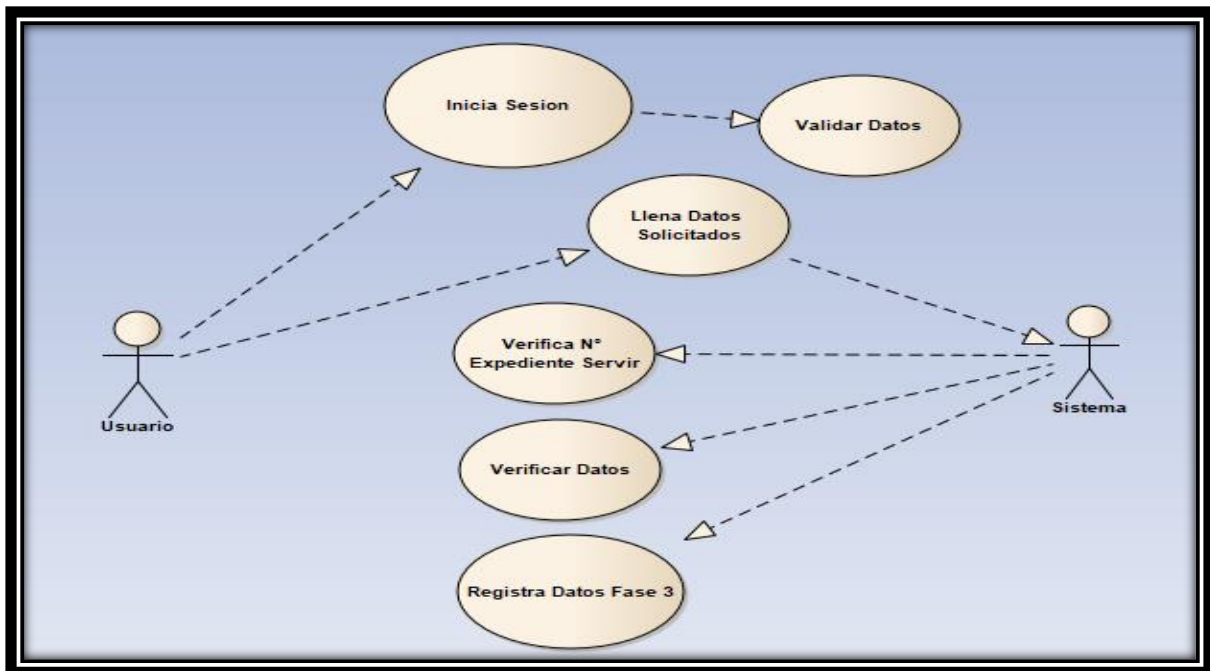 Inicia Sesion
Validar Datos
Llena Datos
Solicitados
Verifica N°
Expediente Servir
Usuario
Sistema
Verificar Datos
Registra Datos Fase 3